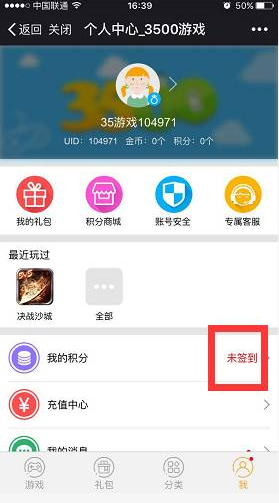 中国联通 16:39 50%
返回 关闭 个人中心_3500游戏
3500
35游戏104971
UID: 104971 金币: 0个 积分: 0个
我的礼包 积分商城 账号安全 专属客服
最近玩过
决战沙城 全部
我的积分 未签到
充值中心
我的消息
游戏 礼包 分类 我